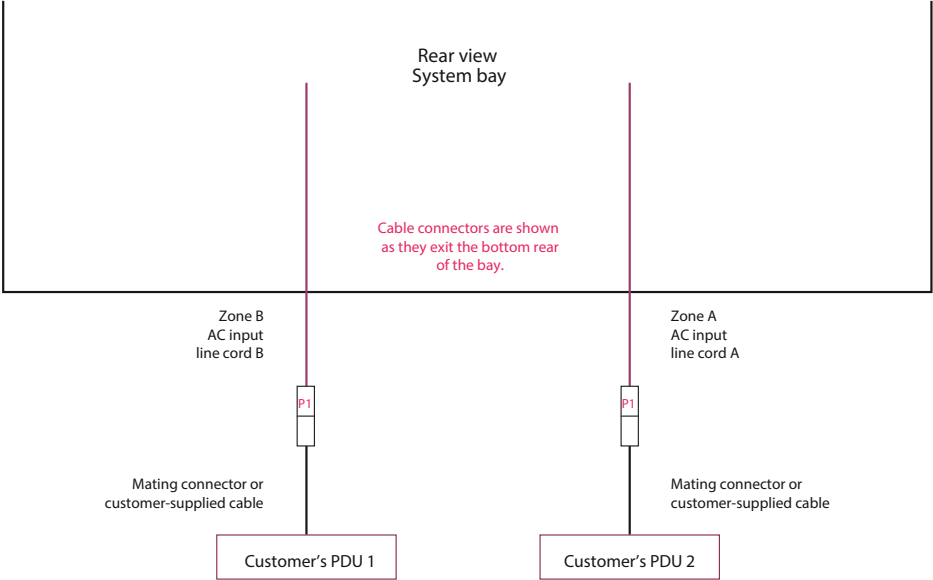 Rear view
System bay
Cable connectors are shown
as they exit the bottom rear
of the bay.
Zone B
AC input
line cord B
Zone A
AC input
line cord A
P1
P1
Mating connector or
customer-supplied cable
Mating connector or
customer-supplied cable
Customer's PDU 1
Customer's PDU 2